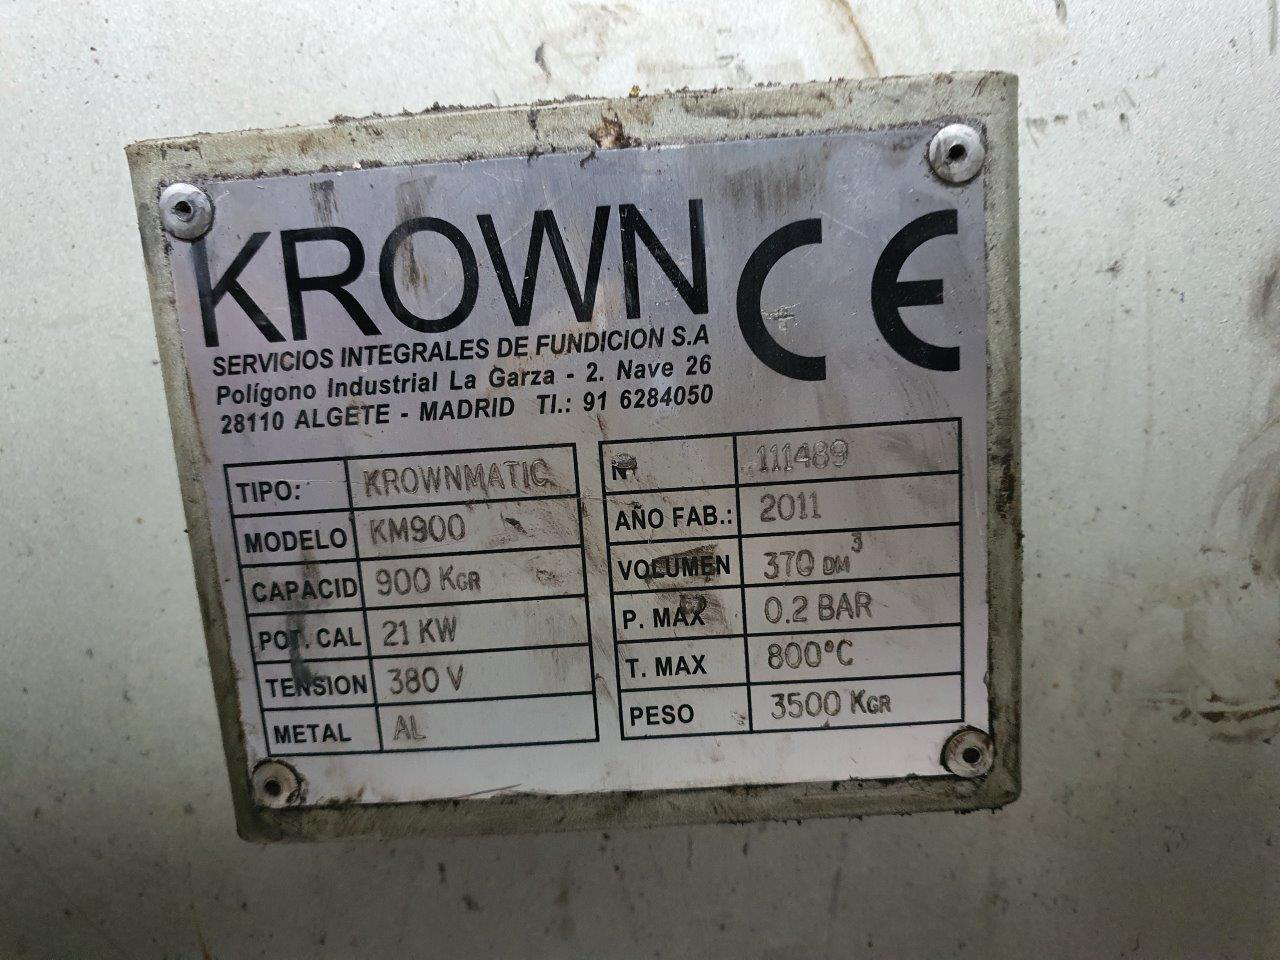 KROWN CE
SERVICIOS INTEGRALES DE FUNDICION S.A
Polígono Industrial La Garza - 2. Nave 26
28110 ALGETE - MADRID Tl.: 91 6284050
TIPO: KROWNMATIC
MODELO KM900
CAPACID 900 KGR
POT. CAL 21 KW
TENSION 380 V
METAL AL
Nº 111489
AÑO FAB.: 2011
VOLUMEN 370 DM³
P. MAX 0.2 BAR
T. MAX 800°C
PESO 3500 KGR